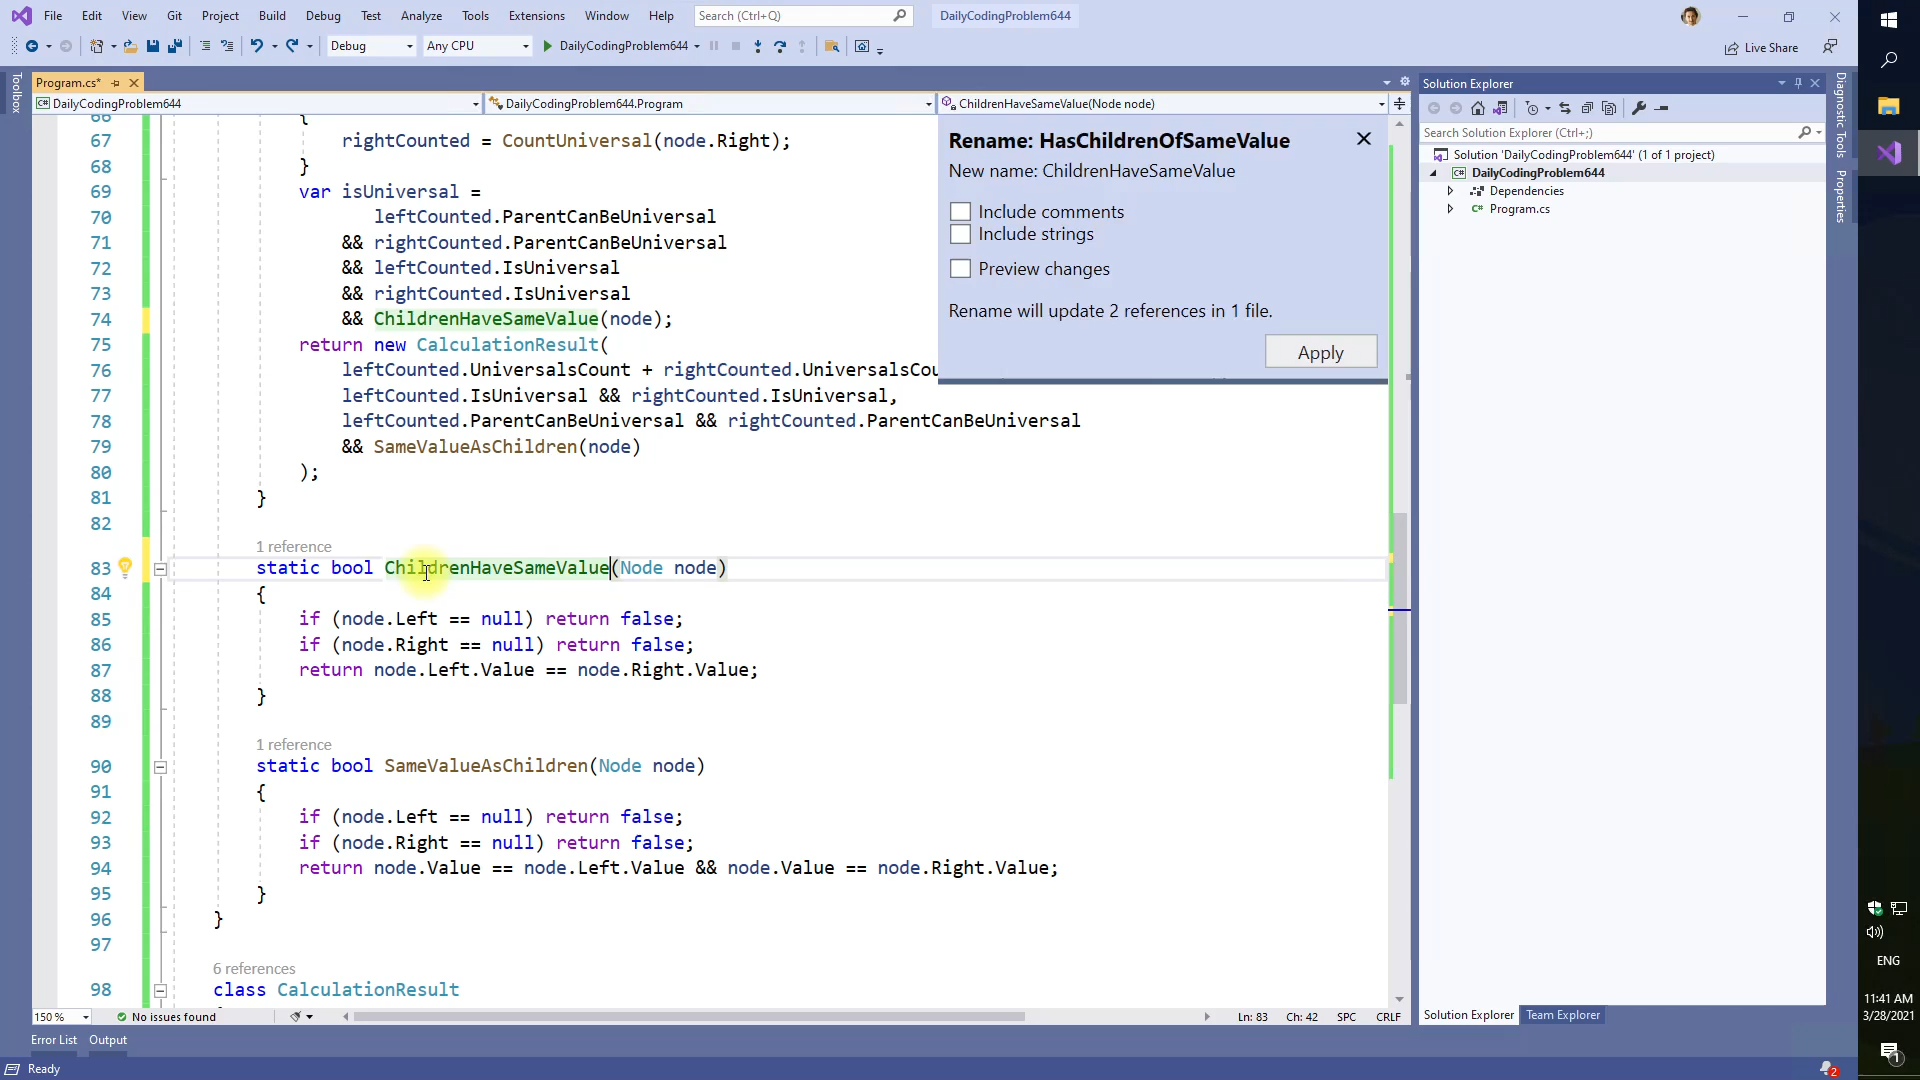 File Edit View Git Project Build Debug Test Analyze Tools Extensions Window Help Search (Ctrl+Q) DailyCodingProblem644
Debug Any CPU DailyCodingProblem644 Live Share
Toolbox
Program.cs*
DailyCodingProblem644 DailyCodingProblem644.Program ChildrenHaveSameValue(Node node)
66 {
67 rightCounted = CountUniversal(node.Right);
68 }
69 var isUniversal =
70 leftCounted.ParentCanBeUniversal
71 && rightCounted.ParentCanBeUniversal
72 && leftCounted.IsUniversal
73 && rightCounted.IsUniversal
74 && ChildrenHaveSameValue(node);
75 return new CalculationResult(
76 leftCounted.UniversalsCount + rightCounted.UniversalsCou
77 leftCounted.IsUniversal && rightCounted.IsUniversal,
78 leftCounted.ParentCanBeUniversal && rightCounted.ParentCanBeUniversal
79 && SameValueAsChildren(node)
80 );
81 }
82
1 reference
83 static bool ChildrenHaveSameValue(Node node)
84 {
85 if (node.Left == null) return false;
86 if (node.Right == null) return false;
87 return node.Left.Value == node.Right.Value;
88 }
89
1 reference
90 static bool SameValueAsChildren(Node node)
91 {
92 if (node.Left == null) return false;
93 if (node.Right == null) return false;
94 return node.Value == node.Left.Value && node.Value == node.Right.Value;
95 }
96 }
97
6 references
98 class CalculationResult
Rename: HasChildrenOfSameValue
New name: ChildrenHaveSameValue
Include comments
Include strings
Preview changes
Rename will update 2 references in 1 file.
Apply
150 % No issues found Ln: 83 Ch: 42 SPC CRLF
Error List Output
Ready
Solution Explorer
Search Solution Explorer (Ctrl+;)
Solution 'DailyCodingProblem644' (1 of 1 project)
DailyCodingProblem644
Dependencies
C# Program.cs
Solution Explorer Team Explorer
Diagnostic Tools
Properties
2
ENG
11:41 AM
3/28/2021
1